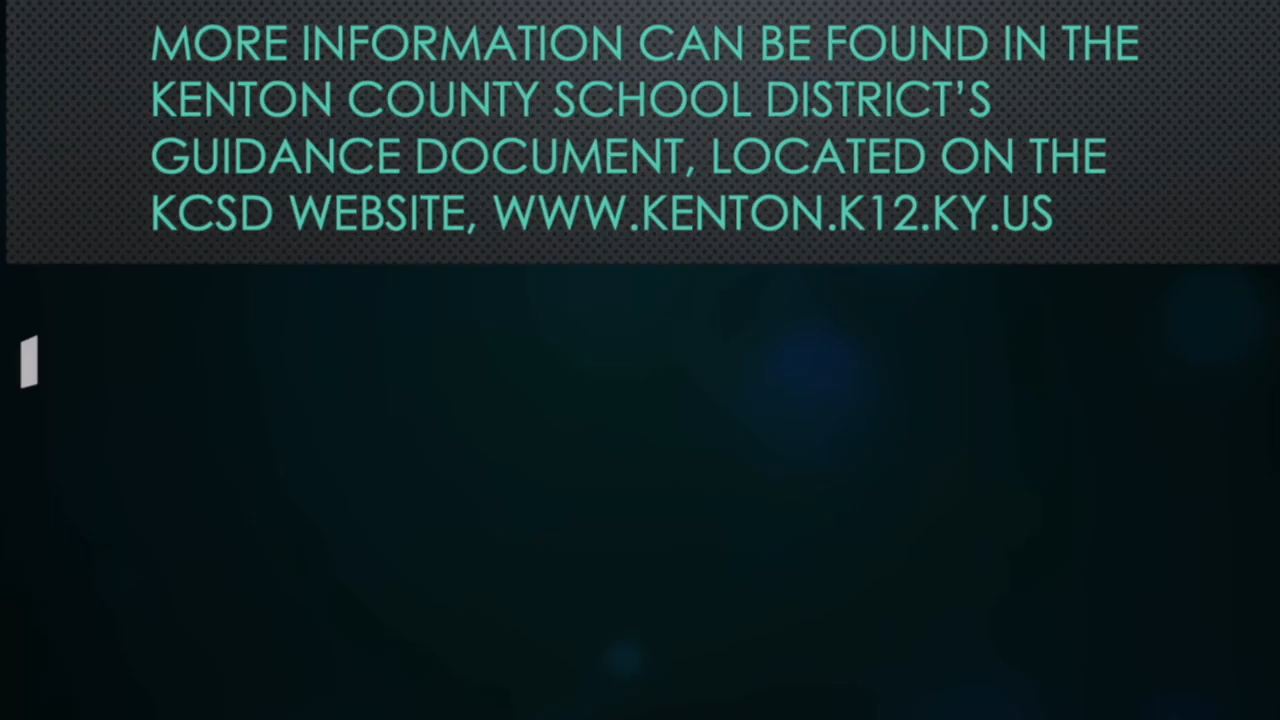 MORE INFORMATION CAN BE FOUND IN THE
KENTON COUNTY SCHOOL DISTRICT’S
GUIDANCE DOCUMENT, LOCATED ON THE
KCSD WEBSITE, WWW.KENTON.K12.KY.US